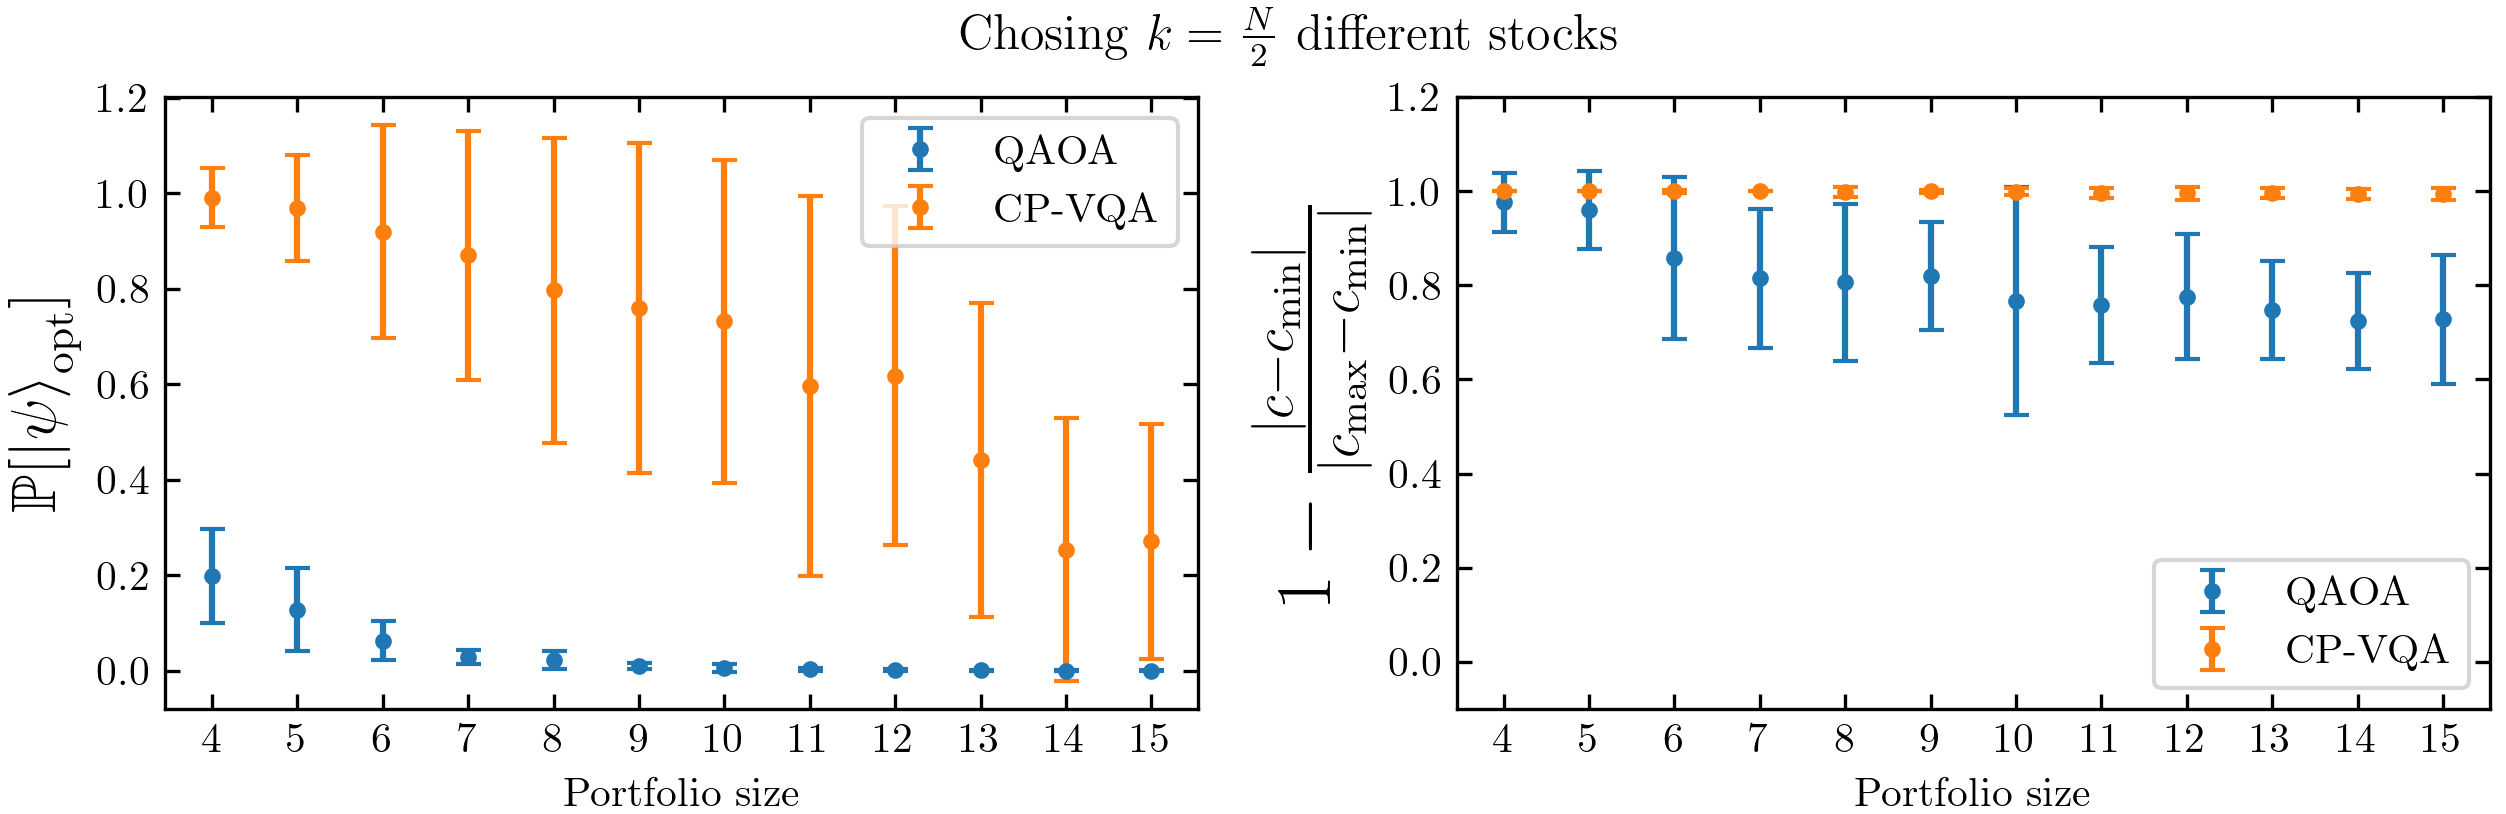 Chosing k = N/2 different stocks
ℙ[|ψ⟩opt]
1.2
1.0
0.8
0.6
0.4
0.2
0.0
QAOA
CP-VQA
4 5 6 7 8 9 10 11 12 13 14 15
Portfolio size
1 − |c−cmin| / |cmax−cmin|
1.2
1.0
0.8
0.6
0.4
0.2
0.0
QAOA
CP-VQA
4 5 6 7 8 9 10 11 12 13 14 15
Portfolio size